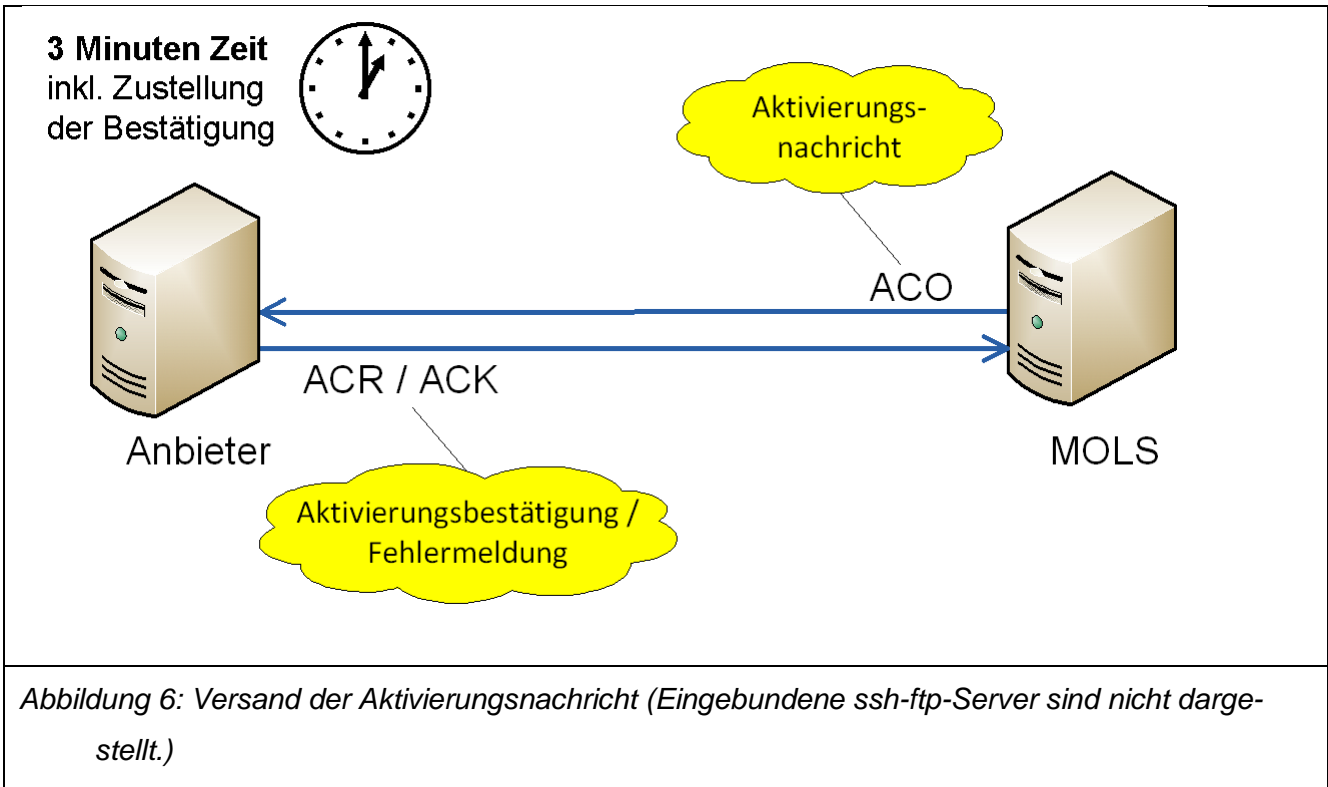 3 Minuten Zeit
inkl. Zustellung
der Bestätigung
Aktivierungs-
nachricht
ACO
ACR / ACK
Anbieter
MOLS
Aktivierungsbestätigung /
Fehlermeldung
Abbildung 6: Versand der Aktivierungsnachricht (Eingebundene ssh-ftp-Server sind nicht darge-
stellt.)